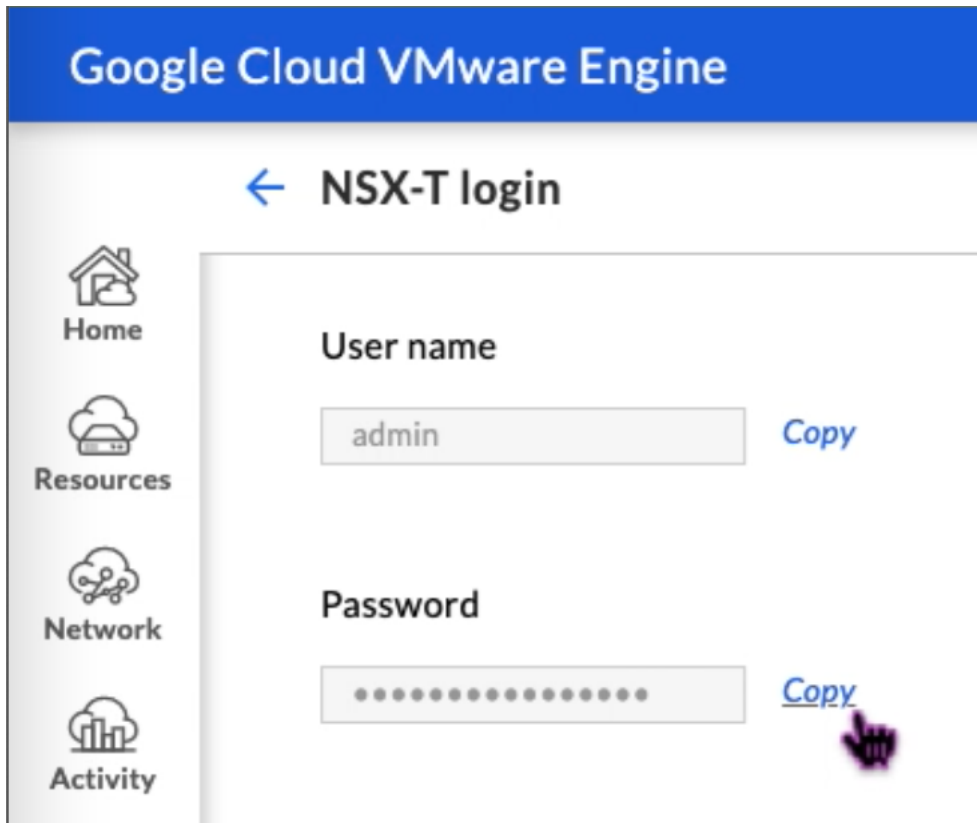 Google Cloud VMware Engine
NSX-T login
Home
User name
admin
Copy
Resources
Network
Password
••••••••••••••••
Copy
Activity